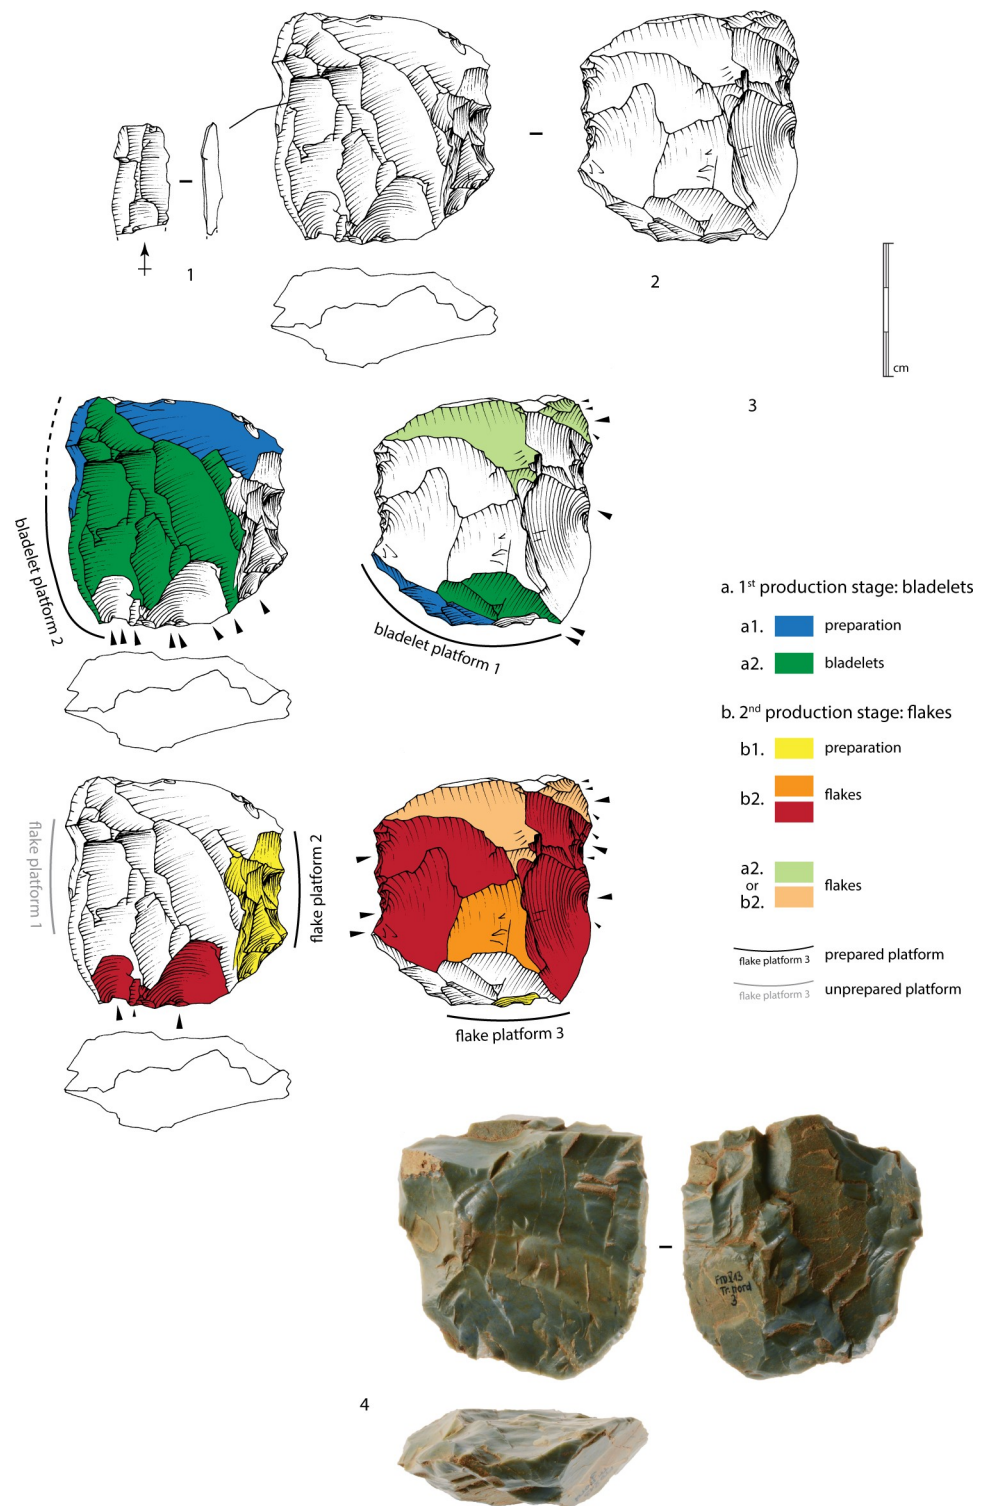 1
2
cm
3
bladelet platform 2
bladelet platform 1
a. 1st production stage: bladelets
a1. preparation
a2. bladelets
b. 2nd production stage: flakes
b1. preparation
b2. flakes
a2.
or flakes
b2.
flake platform 3 prepared platform
flake platform 3 unprepared platform
flake platform 1
flake platform 2
flake platform 3
3
4